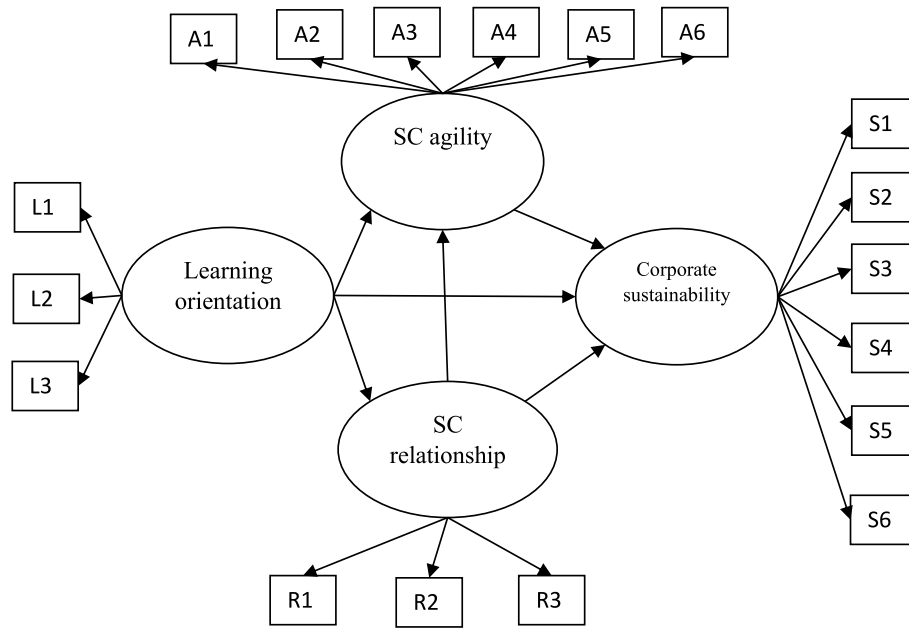 A1
A2
A3
A4
A5
A6
SC agility
S1
S2
S3
S4
S5
S6
L1
L2
L3
Learning
orientation
Corporate
sustainability
SC
relationship
R1
R2
R3